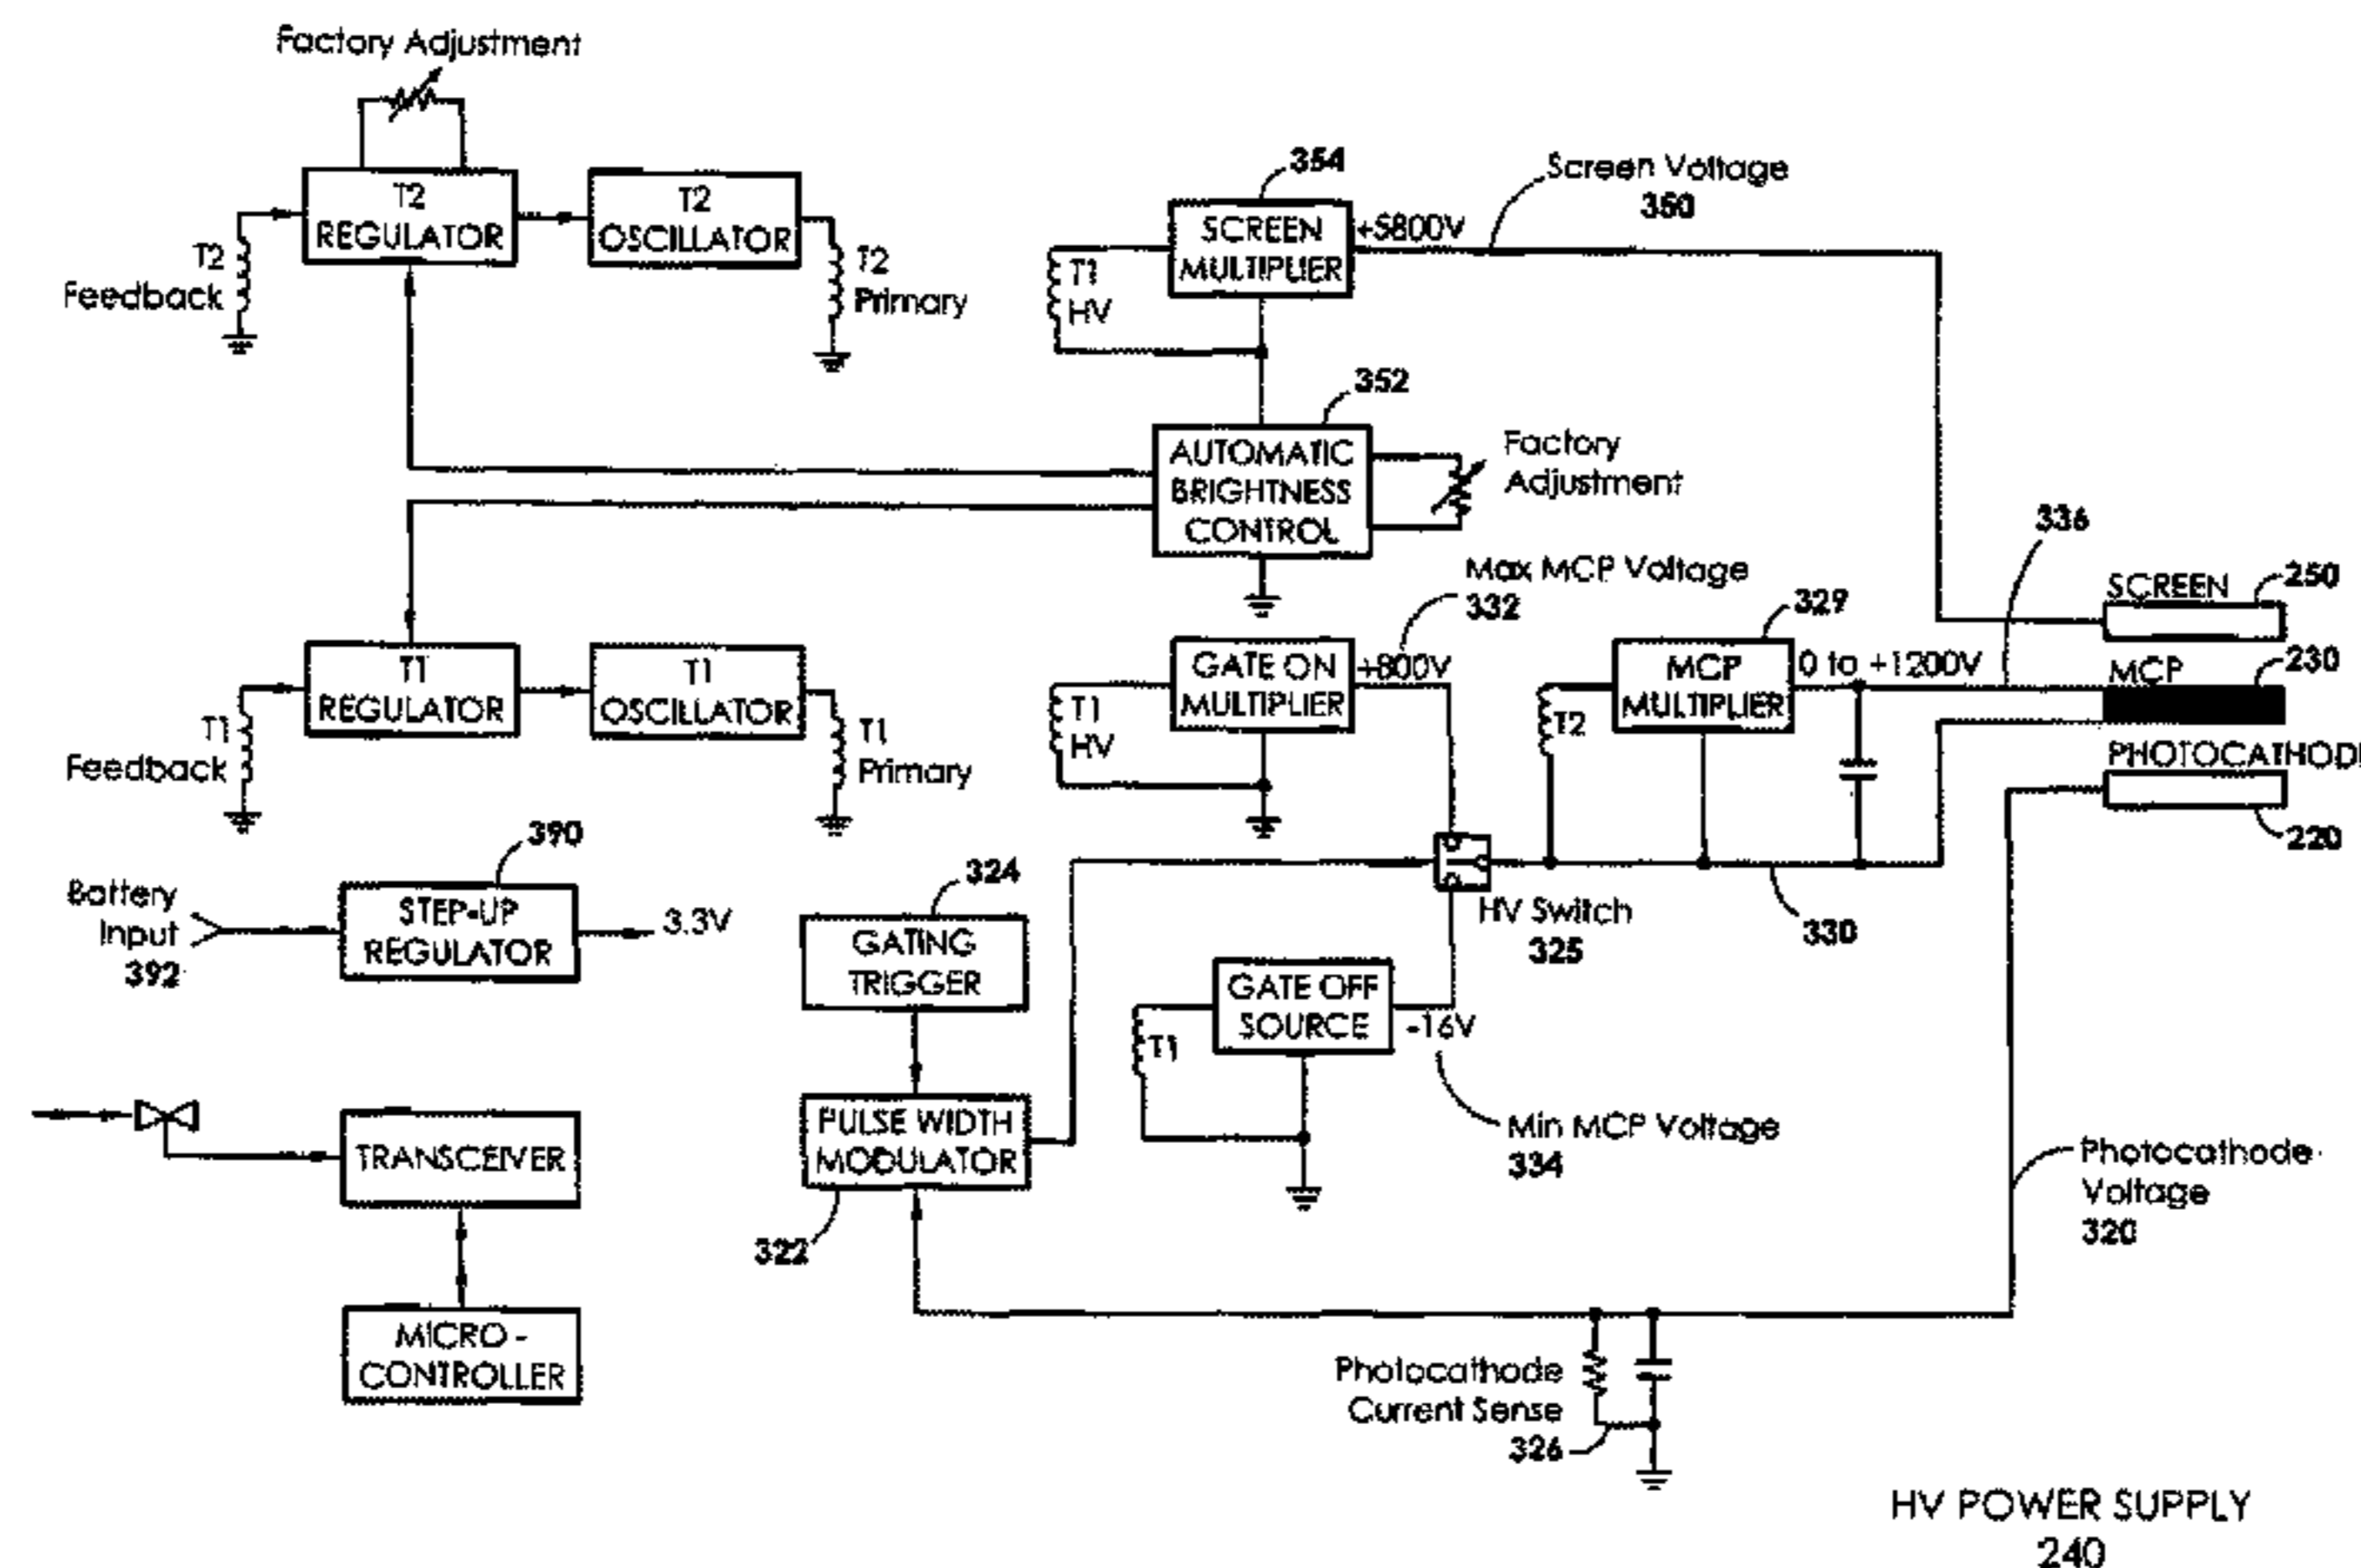 Factory Adjustment
T2
REGULATOR
T2
OSCILLATOR
T2
Feedback
T2
Primary
354
SCREEN
MULTIPLIER
+5800V
Screen Voltage
350
T1
HV
352
AUTOMATIC
BRIGHTNESS
CONTROL
Factory
Adjustment
T1
REGULATOR
T1
OSCILLATOR
T1
Feedback
T1
Primary
Max MCP Voltage
332
GATE ON
MULTIPLIER
+800V
T1
HV
329
MCP
MULTIPLIER
0 to +1200V
T2
336
SCREEN
250
MCP
230
PHOTOCATHODE
220
390
Battery
Input
392
STEP-UP
REGULATOR
3.3V
324
GATING
TRIGGER
HV Switch
325
330
GATE OFF
SOURCE
-16V
T1
Min MCP Voltage
334
TRANSCEIVER
PULSE WIDTH
MODULATOR
322
MICRO -
CONTROLLER
Photocathode
Voltage
320
Photocathode
Current Sense
326
HV POWER SUPPLY
240